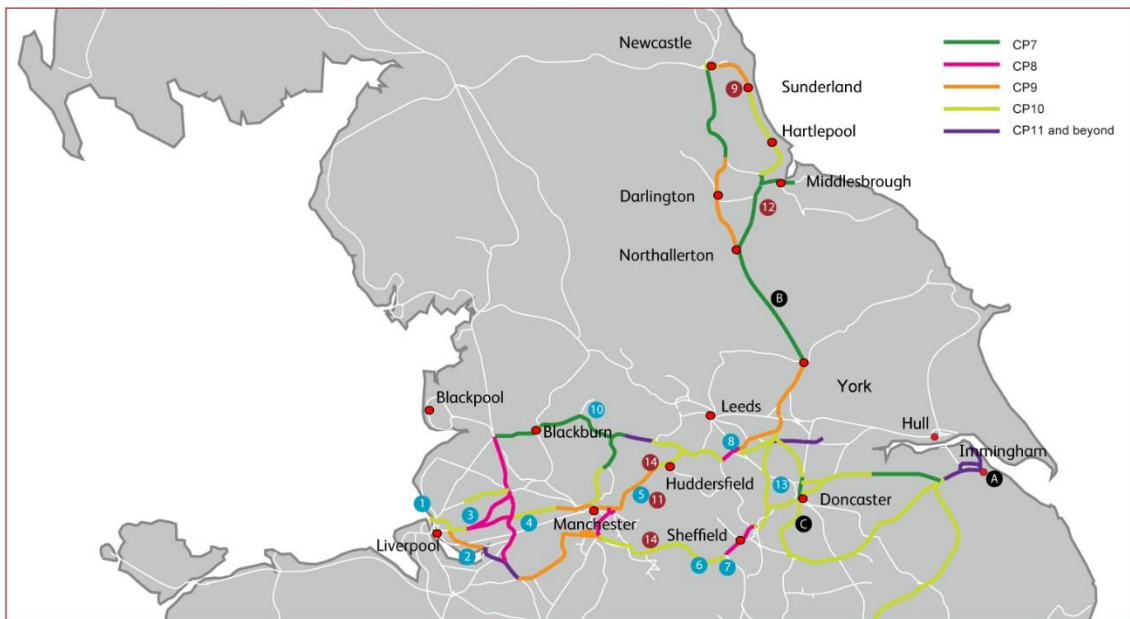 Newcastle
CP7
CP8
9
Sunderland
CP9
CP10
Hartlepool
CP11 and beyond
Middlesbrough
Darlington
12
Northallerton
B
York
Blackpool
10
Leeds
Blackburn
8
Hull
14
Immingham
Huddersfield
13
A
5
11
1
3
4
Manchester
Doncaster
C
Liverpool
14
Sheffield
2
6
7